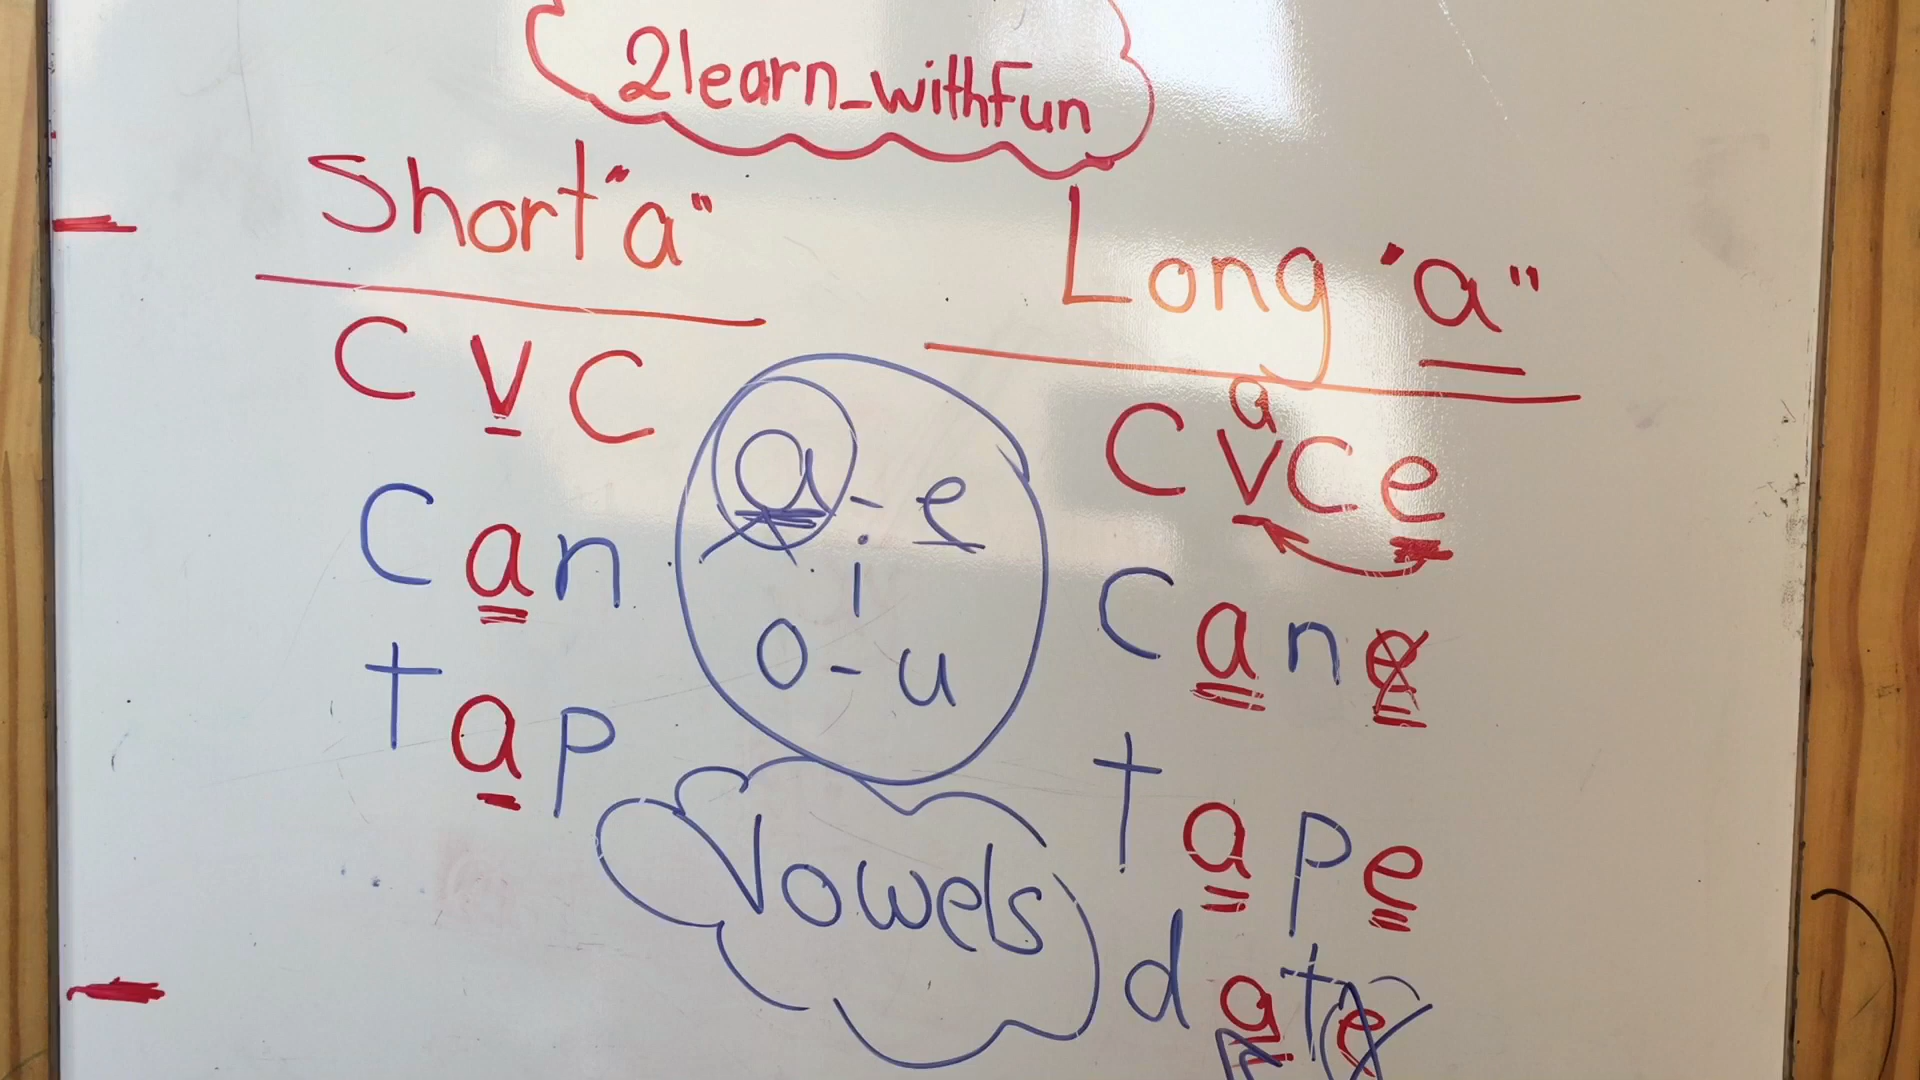 2learn_withfun
Short "a"
CVC
Can
tap
a - e
i
o - u
Vowels
Long "a"
a
CVCe
Cane
tape
date